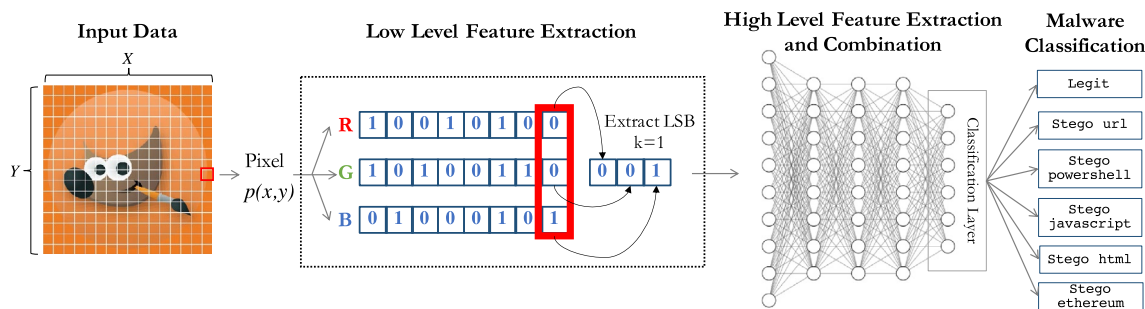 Input Data
X
Y
Pixel
p(x,y)
Low Level Feature Extraction
R 1 0 0 1 0 1 0 0
G 1 0 1 0 0 1 1 0
B 0 1 0 0 0 1 0 1
Extract LSB
k=1
0 0 1
High Level Feature Extraction
and Combination
Classification Layer
Malware
Classification
Legit
Stego url
Stego
powershell
Stego
javascript
Stego html
Stego
ethereum